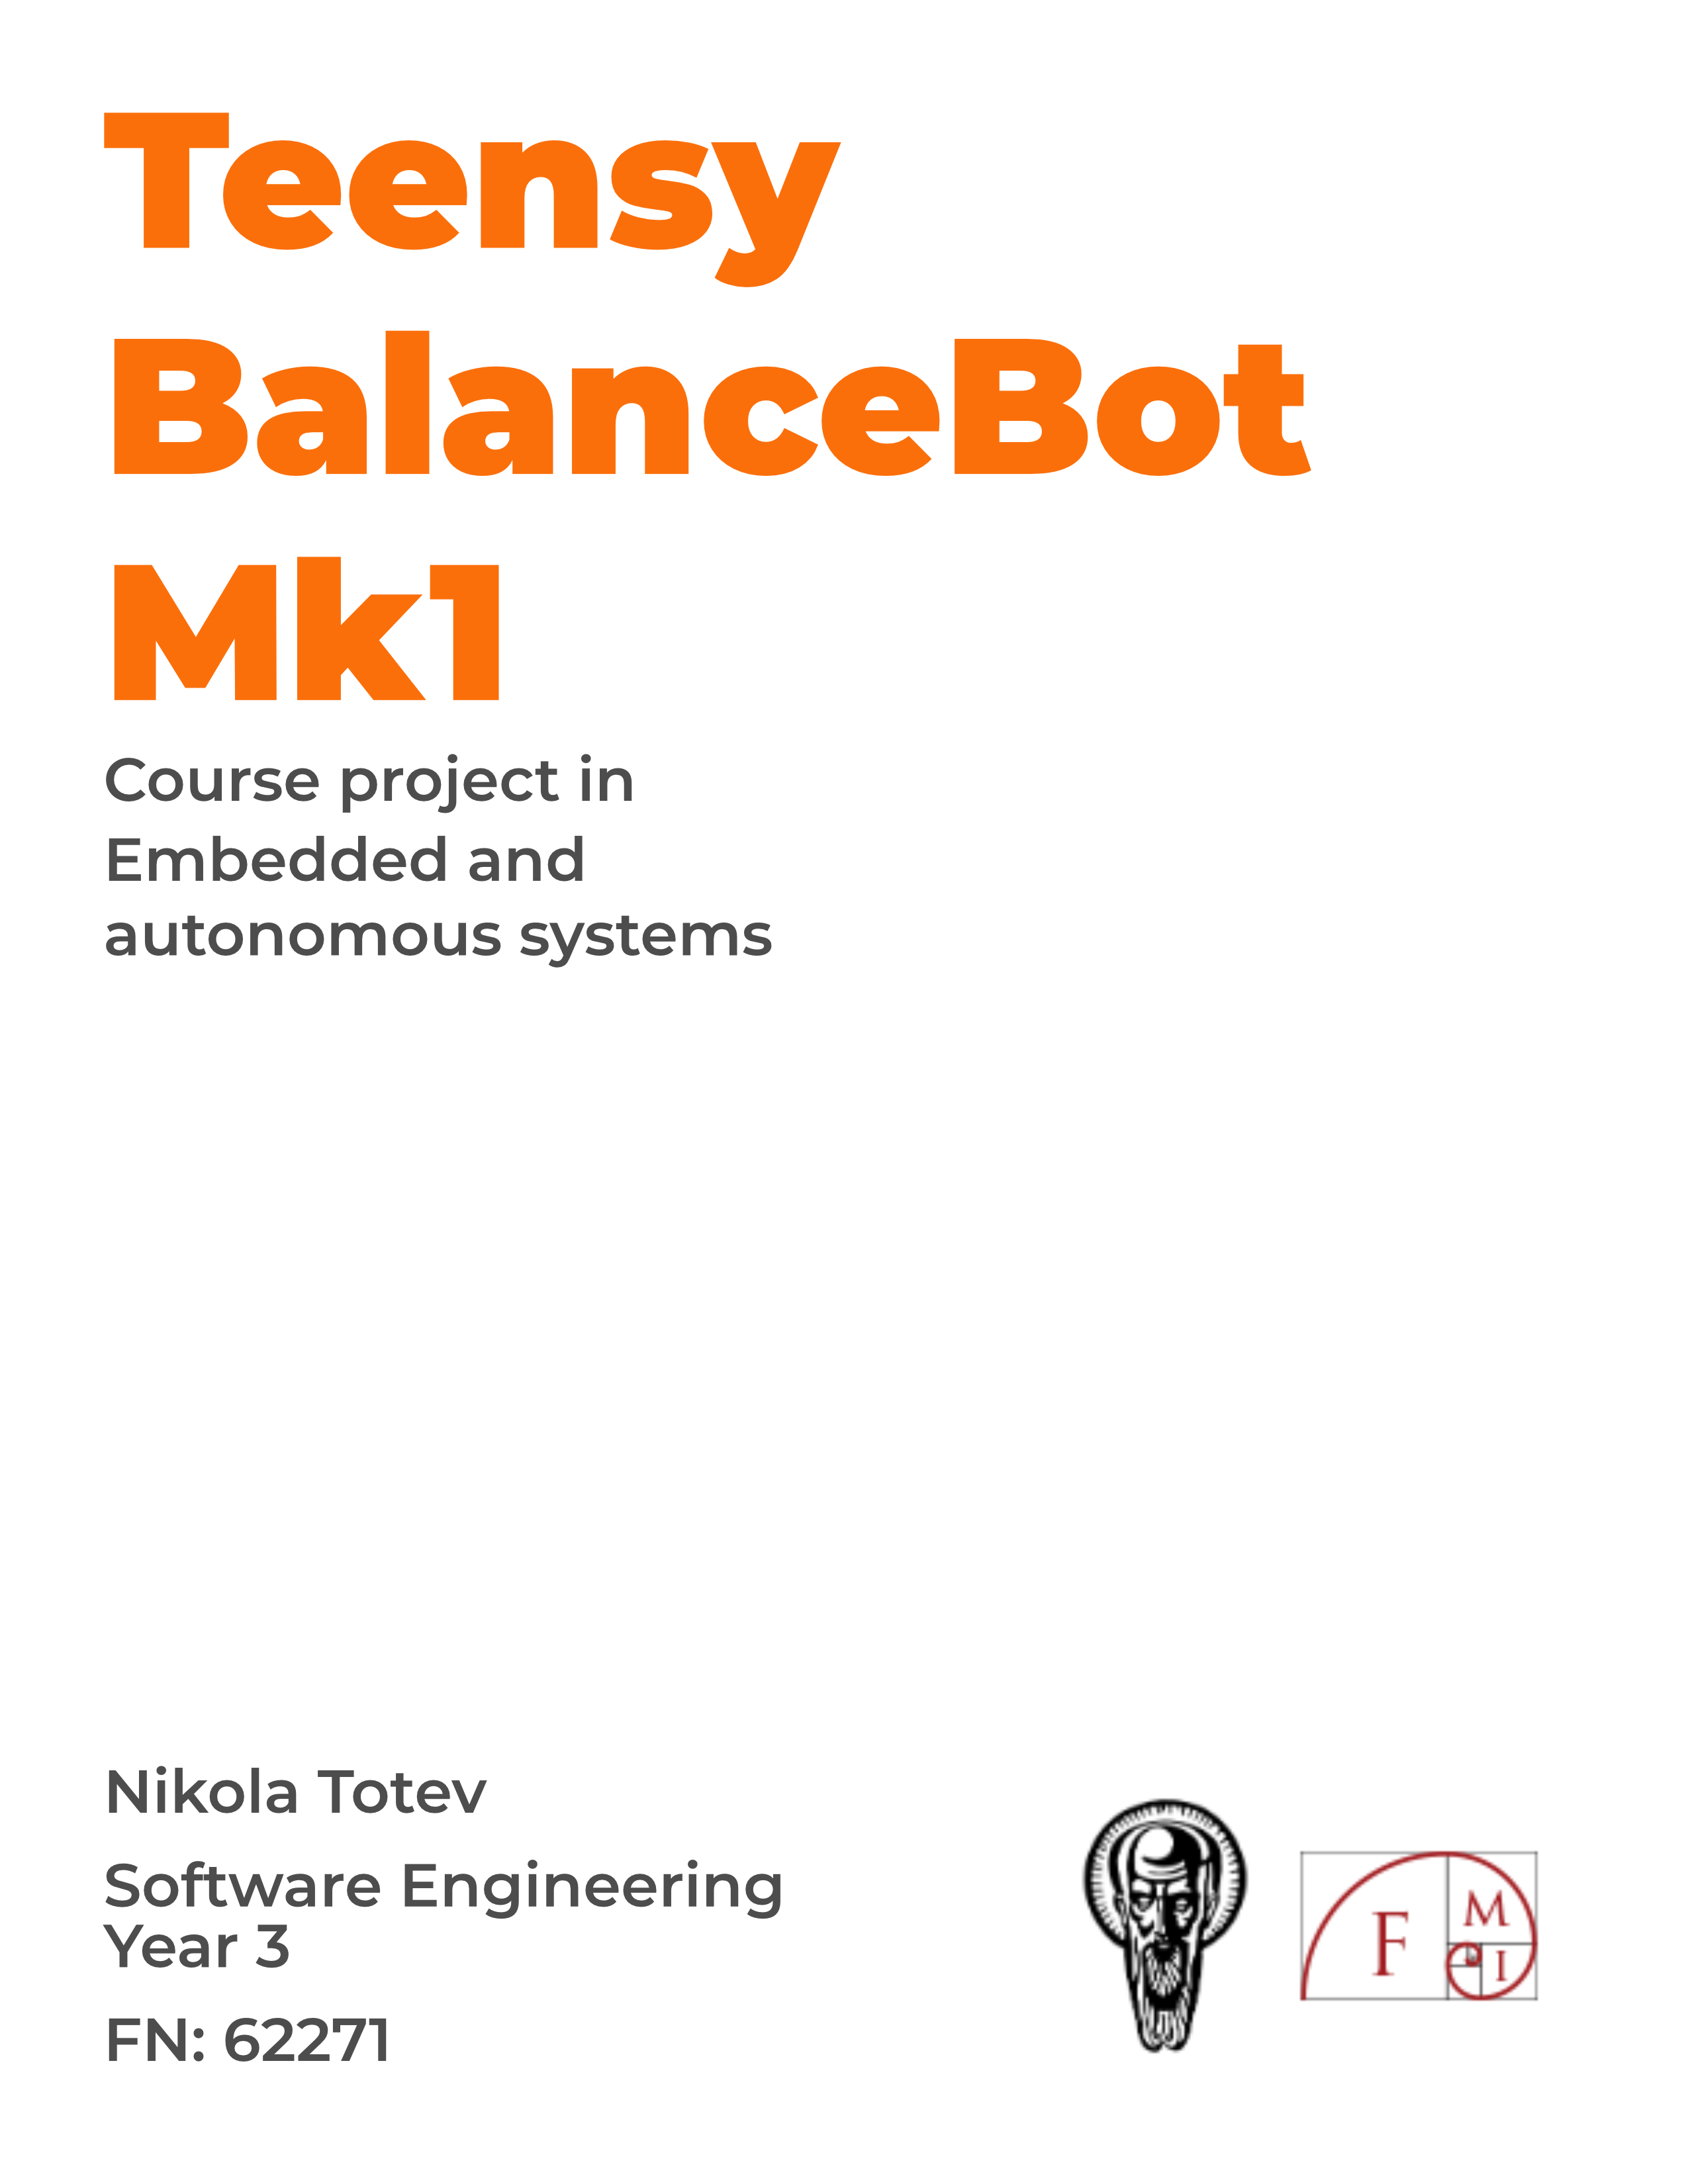 Teensy
BalanceBot
Mk1
Course project in
Embedded and
autonomous systems
Nikola Totev
Software Engineering
Year 3
FN: 62271
F
M
I